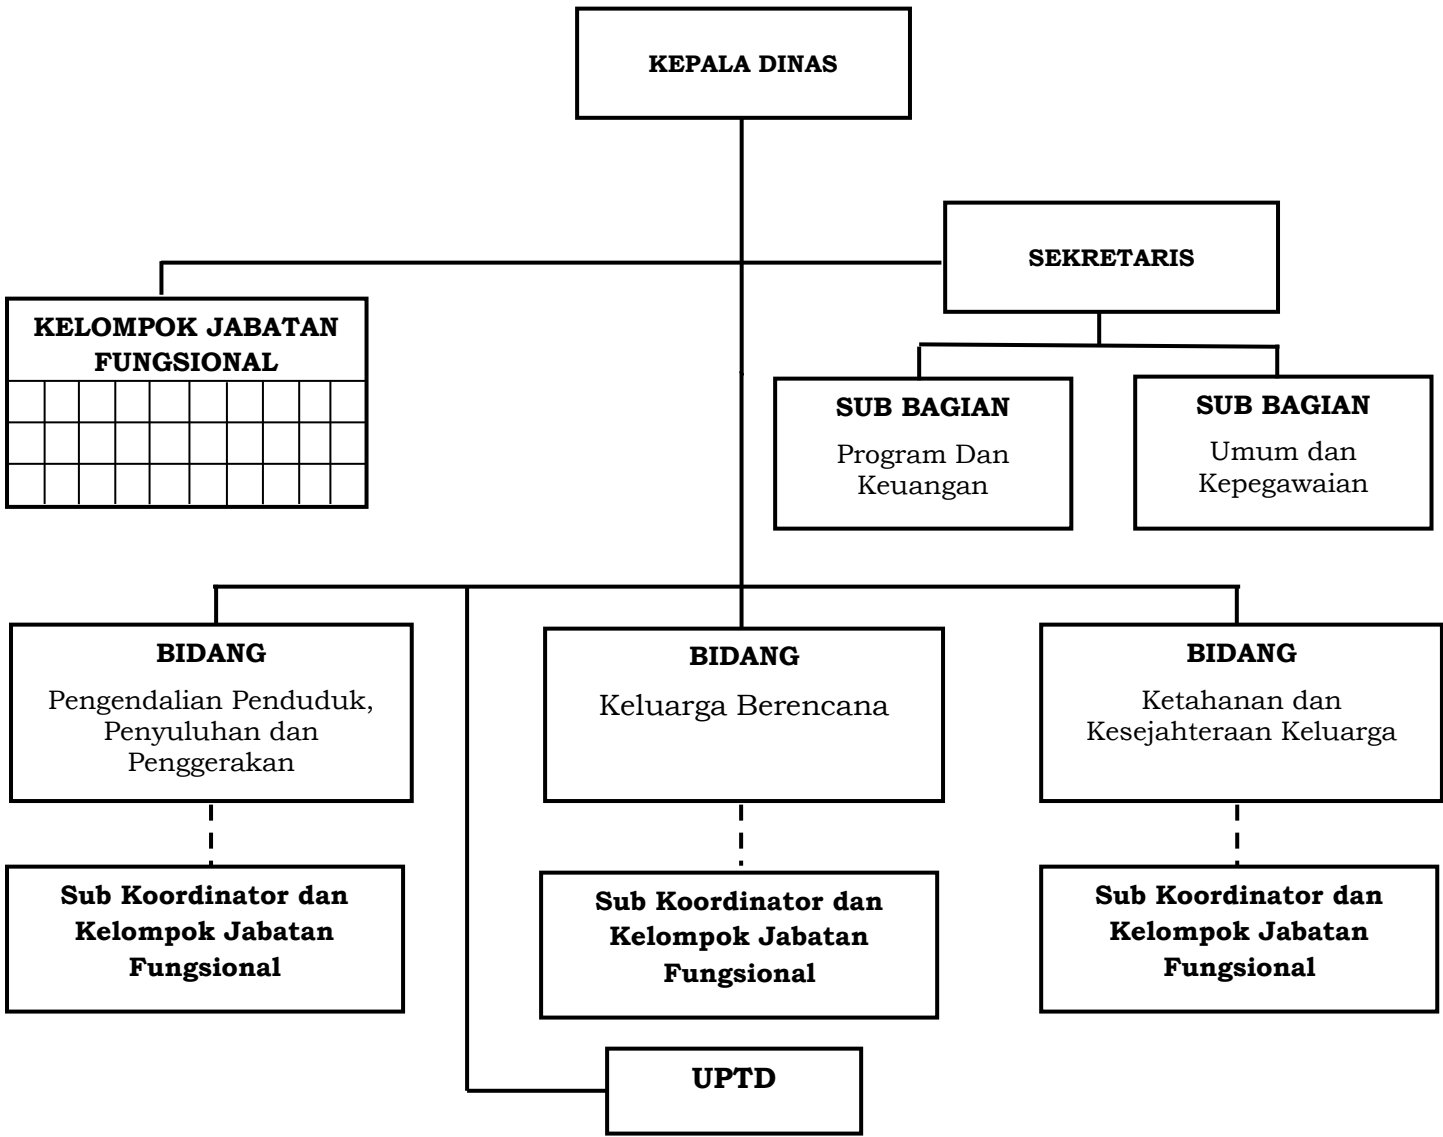 KEPALA DINAS
SEKRETARIS
KELOMPOK JABATAN
FUNGSIONAL
SUB BAGIAN
Program Dan
Keuangan
SUB BAGIAN
Umum dan
Kepegawaian
BIDANG
Pengendalian Penduduk,
Penyuluhan dan
Penggerakan
BIDANG
Keluarga Berencana
BIDANG
Ketahanan dan
Kesejahteraan Keluarga
Sub Koordinator dan
Kelompok Jabatan
Fungsional
Sub Koordinator dan
Kelompok Jabatan
Fungsional
Sub Koordinator dan
Kelompok Jabatan
Fungsional
UPTD